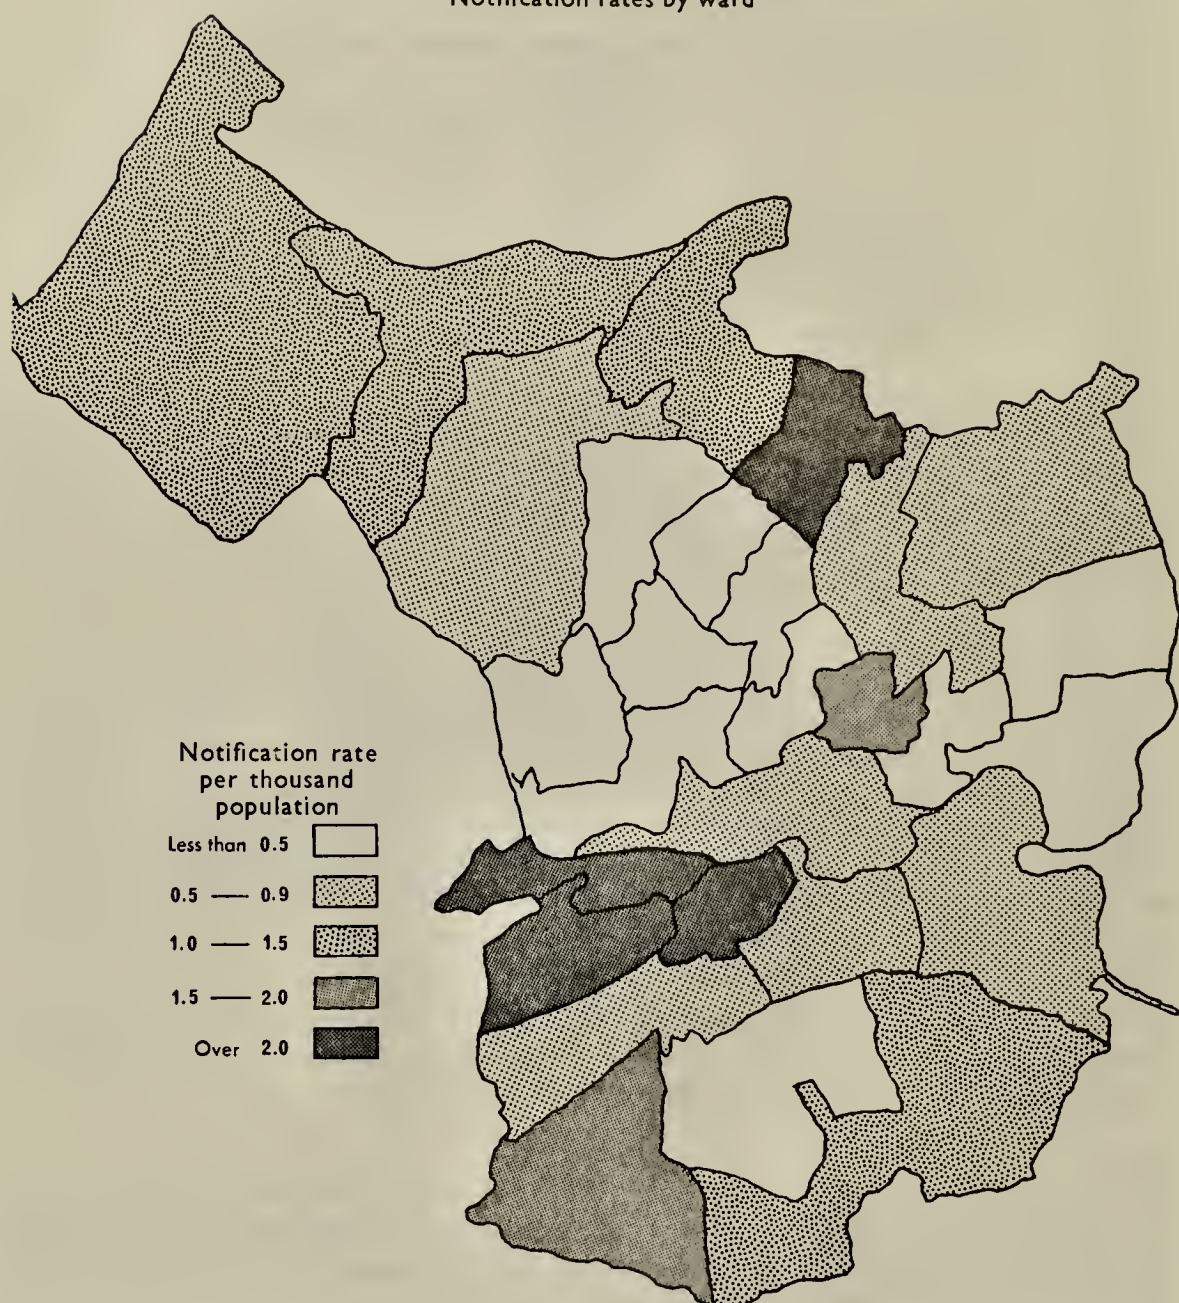 Notification rates by ward
Notification rate
per thousand
population
Less than 0.5
0.5 — 0.9
1.0 — 1.5
1.5 — 2.0
Over 2.0